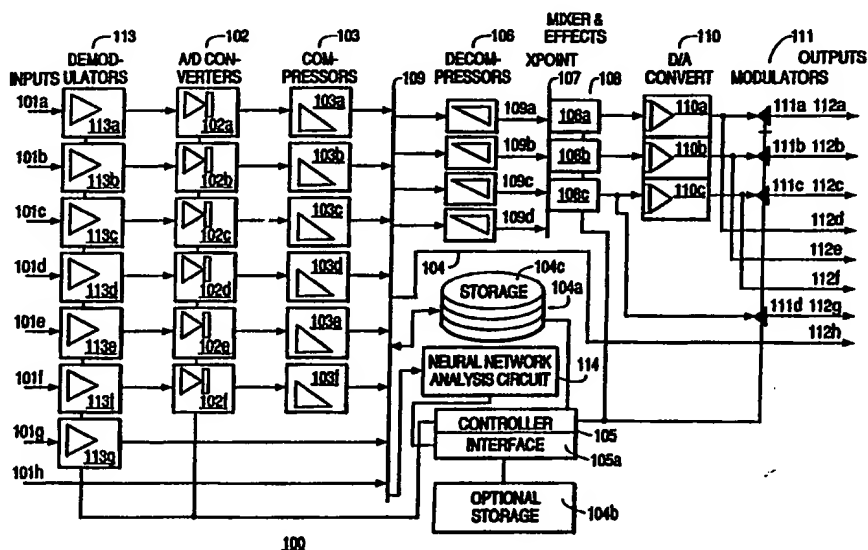 113
DEMOD-
ULATORS
102
A/D CON-
VERTERS
103
COM-
PRESSORS
106
DECOM-
PRESSORS
MIXER &
EFFECTS
XPOINT
110
D/A
CONVERT
111
MODULATORS
OUTPUTS
INPUTS
109
107
108
101a
113a
102a
103a
109a
108a
110a
111a 112a
101b
113b
102b
103b
109b
108b
110b
111b 112b
101c
113c
102c
103c
109c
108c
110c
111c 112c
109d
112d
101d
113d
102d
103d
104
104c
STORAGE
104a
112e
112f
101e
113e
102e
103e
111d 112g
112h
NEURAL NETWORK
ANALYSIS CIRCUIT
114
101f
113f
102f
103f
CONTROLLER
105
INTERFACE
105a
101g
113g
101h
OPTIONAL
STORAGE
104b
100